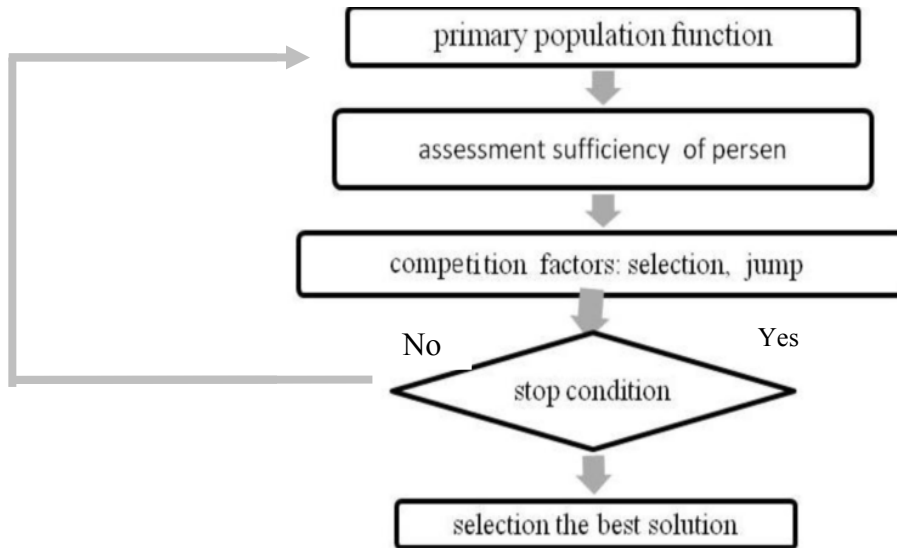 primary population function
assessment sufficiency of persen
competition factors: selection, jump
No
Yes
stop condition
selection the best solution